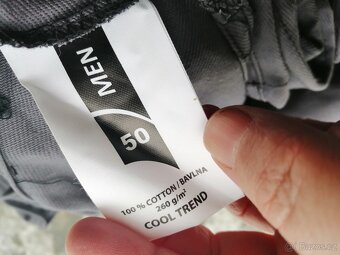 MEN
50
100 % COTTON / BAVLNA
260 g/m²
COOL TREND